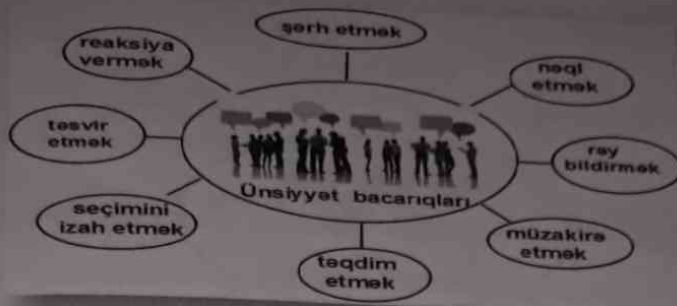 şərh etmək
reaksiya
vermək
nəql
etmək
təsvir
etmək
rəy
bildirmək
Ünsiyyət bacarıqları
seçimini
izah etmək
müzakirə
etmək
təqdim
etmək